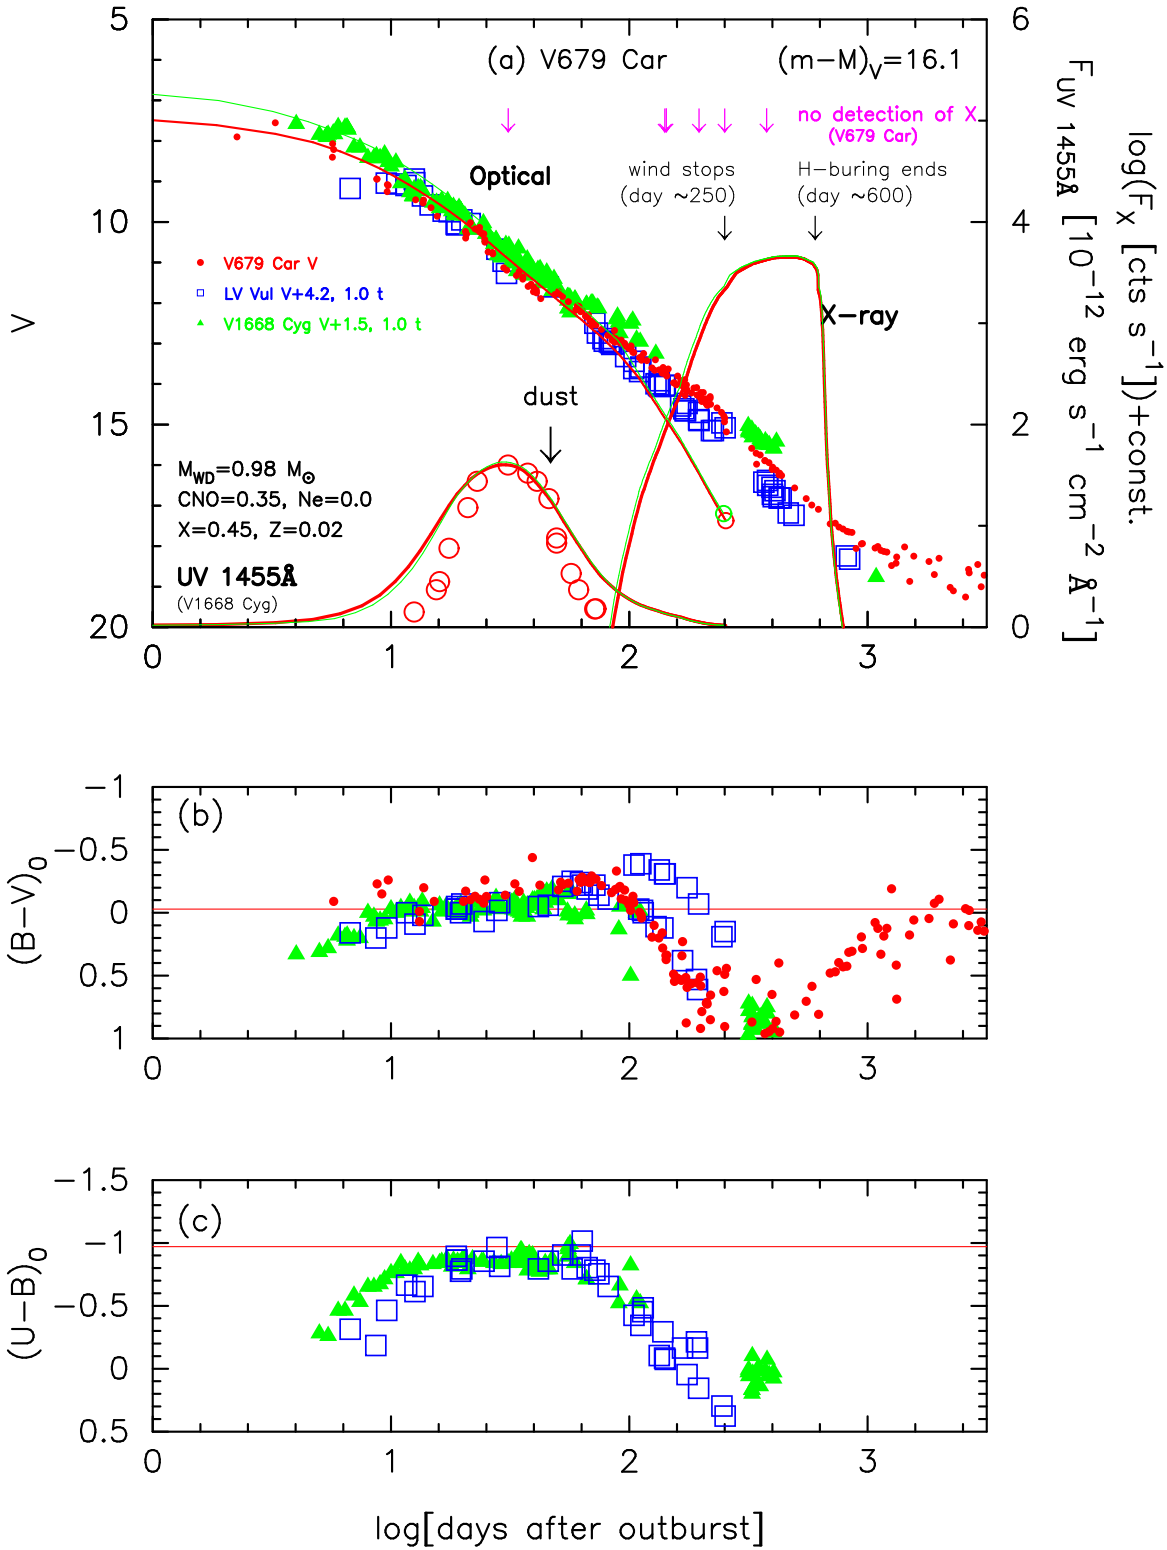 5
6
(a) V679 Car
(m−M)V=16.1
no detection of X
(V679 Car)
Optical
wind stops
(day ~250)
H-buring ends
(day ~600)
10
4
V679 Car V
LV Vul V+4.2, 1.0 t
V1668 Cyg V+1.5, 1.0 t
X-ray
V
dust
15
2
MWD=0.98 M⊙
CNO=0.35, Ne=0.0
X=0.45, Z=0.02
UV 1455Å
(V1668 Cyg)
20
0
0
1
2
3
FUV 1455Å [10−12 erg s−1 cm−2 Å−1]
log(FX [cts s−1])+const.
−1
(b)
−0.5
0
0.5
1
(B−V)0
0
1
2
3
−1.5
(c)
−1
−0.5
0
0.5
(U−B)0
0
1
2
3
log[days after outburst]